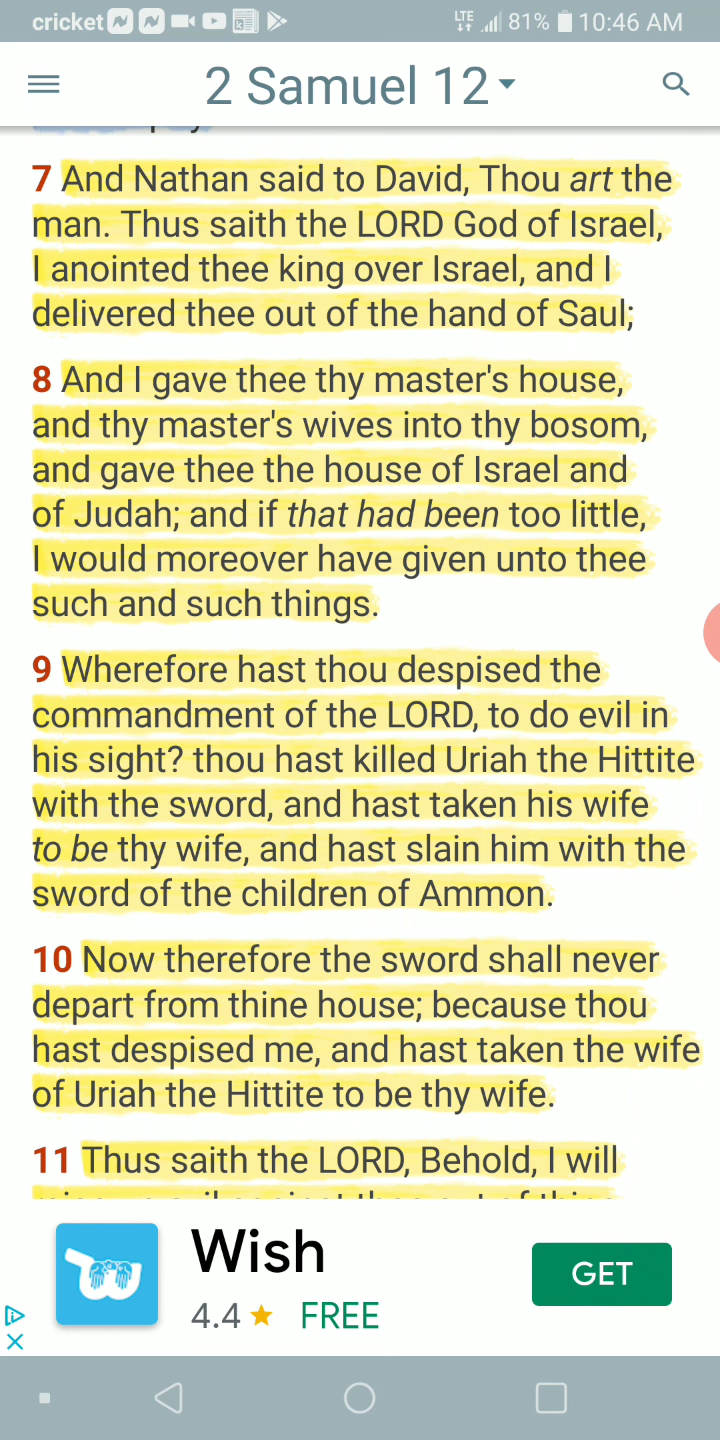 cricket
LTE 81% 10:46 AM
2 Samuel 12
7 And Nathan said to David, Thou art the
man. Thus saith the LORD God of Israel,
I anointed thee king over Israel, and I
delivered thee out of the hand of Saul;
8 And I gave thee thy master's house,
and thy master's wives into thy bosom,
and gave thee the house of Israel and
of Judah; and if that had been too little,
I would moreover have given unto thee
such and such things.
9 Wherefore hast thou despised the
commandment of the LORD, to do evil in
his sight? thou hast killed Uriah the Hittite
with the sword, and hast taken his wife
to be thy wife, and hast slain him with the
sword of the children of Ammon.
10 Now therefore the sword shall never
depart from thine house; because thou
hast despised me, and hast taken the wife
of Uriah the Hittite to be thy wife.
11 Thus saith the LORD, Behold, I will
Wish
4.4 FREE
GET